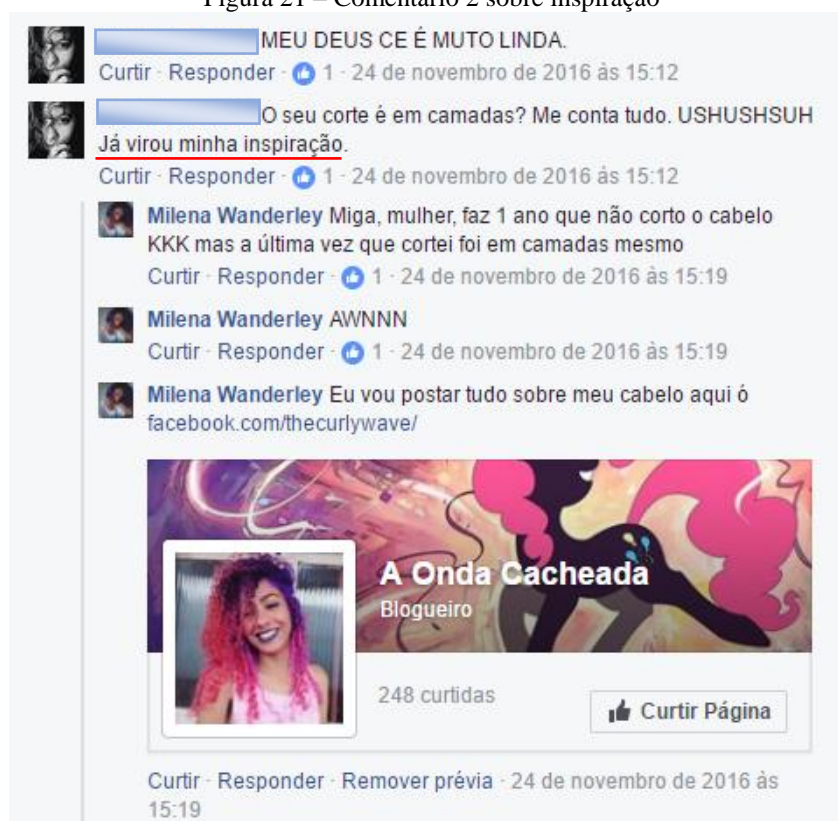 Figura 21 – Comentário 2 sobre inspiração
MEU DEUS CE É MUTO LINDA.
Curtir · Responder · 1 · 24 de novembro de 2016 às 15:12
O seu corte é em camadas? Me conta tudo. USHUSHSUH
Já virou minha inspiração.
Curtir · Responder · 1 · 24 de novembro de 2016 às 15:12
Milena Wanderley Miga, mulher, faz 1 ano que não corto o cabelo
KKK mas a última vez que cortei foi em camadas mesmo
Curtir · Responder · 1 · 24 de novembro de 2016 às 15:19
Milena Wanderley AWNNN
Curtir · Responder · 1 · 24 de novembro de 2016 às 15:19
Milena Wanderley Eu vou postar tudo sobre meu cabelo aqui ó
facebook.com/thecurlywave/
A Onda Cacheada
Blogueiro
248 curtidas
Curtir Página
Curtir · Responder · Remover prévia · 24 de novembro de 2016 às
15:19